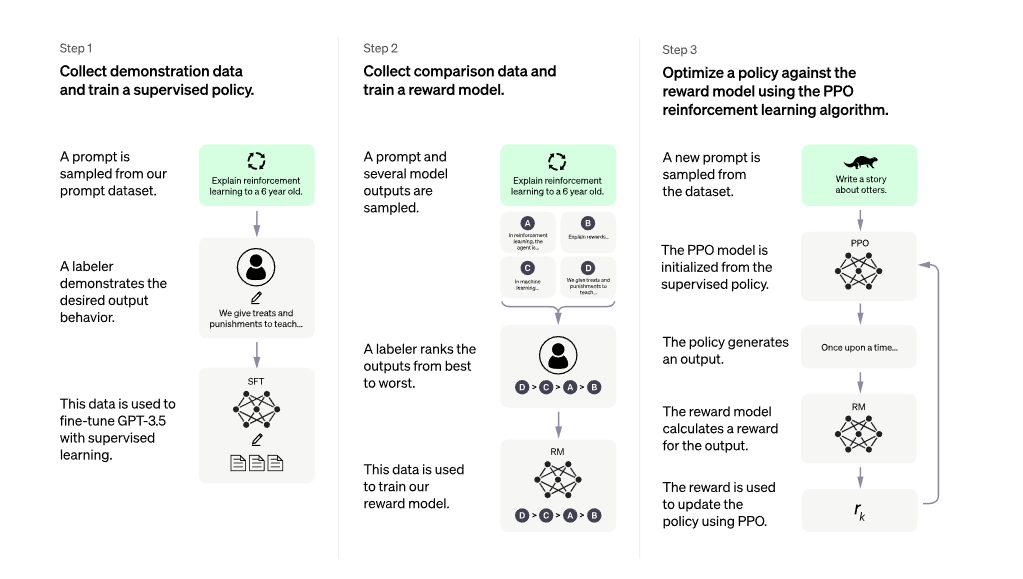 Step 1
Collect demonstration data
and train a supervised policy.
A prompt is
sampled from our
prompt dataset.
Explain reinforcement
learning to a 6 year old.
A labeler
demonstrates the
desired output
behavior.
We give treats and
punishments to teach...
This data is used to
fine-tune GPT-3.5
with supervised
learning.
SFT
Step 2
Collect comparison data and
train a reward model.
A prompt and
several model
outputs are
sampled.
Explain reinforcement
learning to a 6 year old.
A
In reinforcement
learning, the
agent is...
B
Explain rewards...
C
In machine
learning...
D
We give treats and
punishments to
teach...
A labeler ranks the
outputs from best
to worst.
D > C > A > B
This data is used
to train our
reward model.
RM
D > C > A > B
Step 3
Optimize a policy against the
reward model using the PPO
reinforcement learning algorithm.
A new prompt is
sampled from
the dataset.
Write a story
about otters.
The PPO model is
initialized from the
supervised policy.
PPO
The policy generates
an output.
Once upon a time...
The reward model
calculates a reward
for the output.
RM
The reward is used
to update the
policy using PPO.
r_k